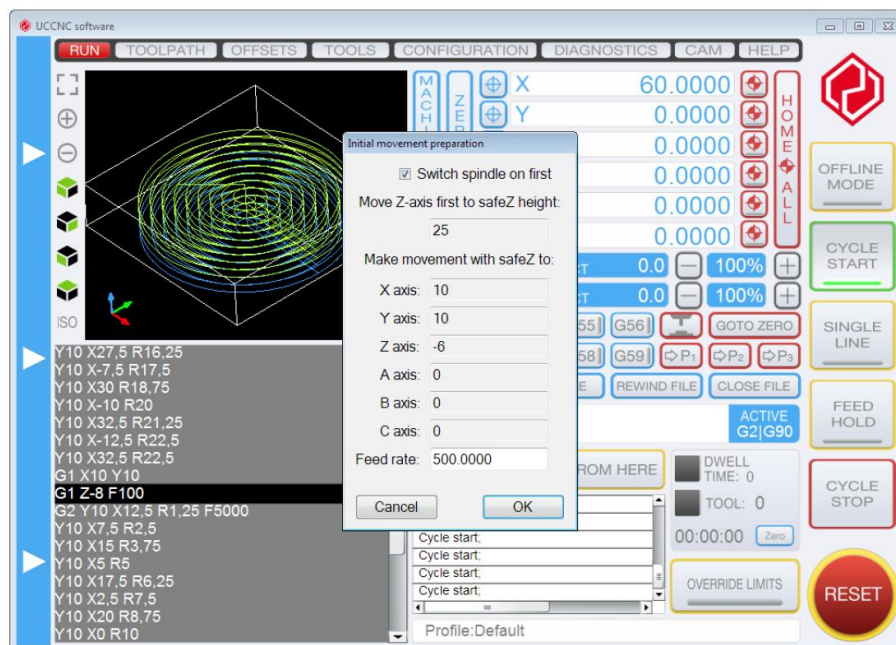 UCCNC software
RUN TOOLPATH OFFSETS TOOLS CONFIGURATION DIAGNOSTICS CAM HELP
X 60.0000
Y 0.0000
0.0000
0.0000
0.0000
0.0000
HOME ALL
OFFLINE MODE
CYCLE START
SINGLE LINE
FEED HOLD
CYCLE STOP
RESET
Initial movement preparation
Switch spindle on first
Move Z-axis first to safeZ height:
25
Make movement with safeZ to:
X axis: 10
Y axis: 10
Z axis: -6
A axis: 0
B axis: 0
C axis: 0
Feed rate: 500.0000
Cancel OK
CT 0.0 100%
CT 0.0 100%
55 G56 GOTO ZERO
58 G59 P1 P2 P3
E REWIND FILE CLOSE FILE
ACTIVE
G2|G90
ROM HERE
DWELL
TIME: 0
TOOL: 0
00:00:00 Zero
OVERRIDE LIMITS
ISO
Y10 X27,5 R16,25
Y10 X-7,5 R17,5
Y10 X30 R18,75
Y10 X-10 R20
Y10 X32,5 R21,25
Y10 X-12,5 R22,5
Y10 X32,5 R22,5
G1 X10 Y10
G1 Z-8 F100
G2 Y10 X12,5 R1,25 F5000
Y10 X7,5 R2,5
Y10 X15 R3,75
Y10 X5 R5
Y10 X17,5 R6,25
Y10 X2,5 R7,5
Y10 X20 R8,75
Y10 X0 R10
Cycle start;
Cycle start;
Cycle start;
Cycle start;
Profile:Default